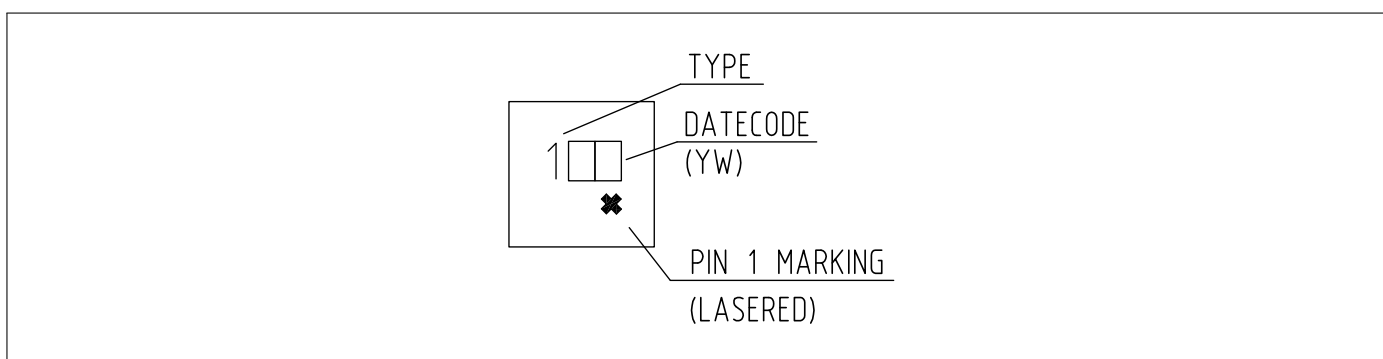 TYPE
DATECODE
(YW)
1
PIN 1 MARKING
(LASERED)